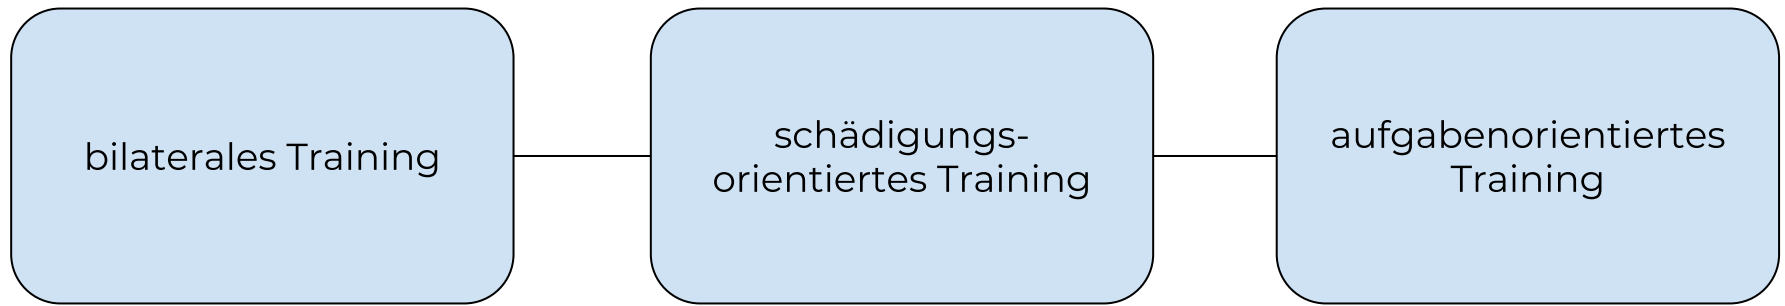 bilaterales Training
schädigungs-
orientiertes Training
aufgabenorientiertes
Training